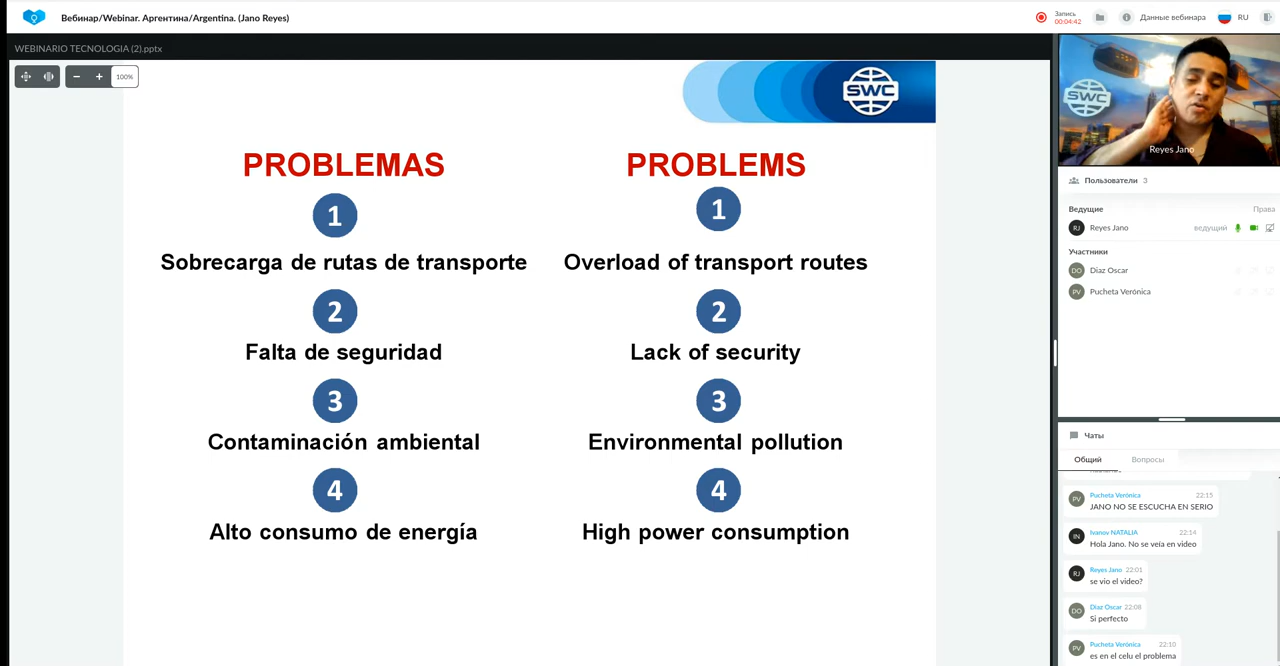 Вебинар/Webinar. Аргентина/Argentina. (Jano Reyes)
Запись
00:04:42
Данные вебинара
RU
WEBINARIO TECNOLOGIA (2).pptx
100%
SWC
PROBLEMAS
1
Sobrecarga de rutas de transporte
2
Falta de seguridad
3
Contaminación ambiental
4
Alto consumo de energía
PROBLEMS
1
Overload of transport routes
2
Lack of security
3
Environmental pollution
4
High power consumption
SWC
Reyes Jano
Пользователи 3
Ведущие Права
RJ Reyes Jano ведущий
Участники
DO Diaz Oscar
PV Pucheta Verónica
Чаты
Общий Вопросы
PV Pucheta Verónica 22:15
JANO NO SE ESCUCHA EN SERIO
IN Ivanov NATALIA 22:14
Hola Jano. No se veía en video
RJ Reyes Jano 22:01
se vio el video?
DO Diaz Oscar 22:08
Si perfecto
PV Pucheta Verónica 22:10
es en el celu el problema